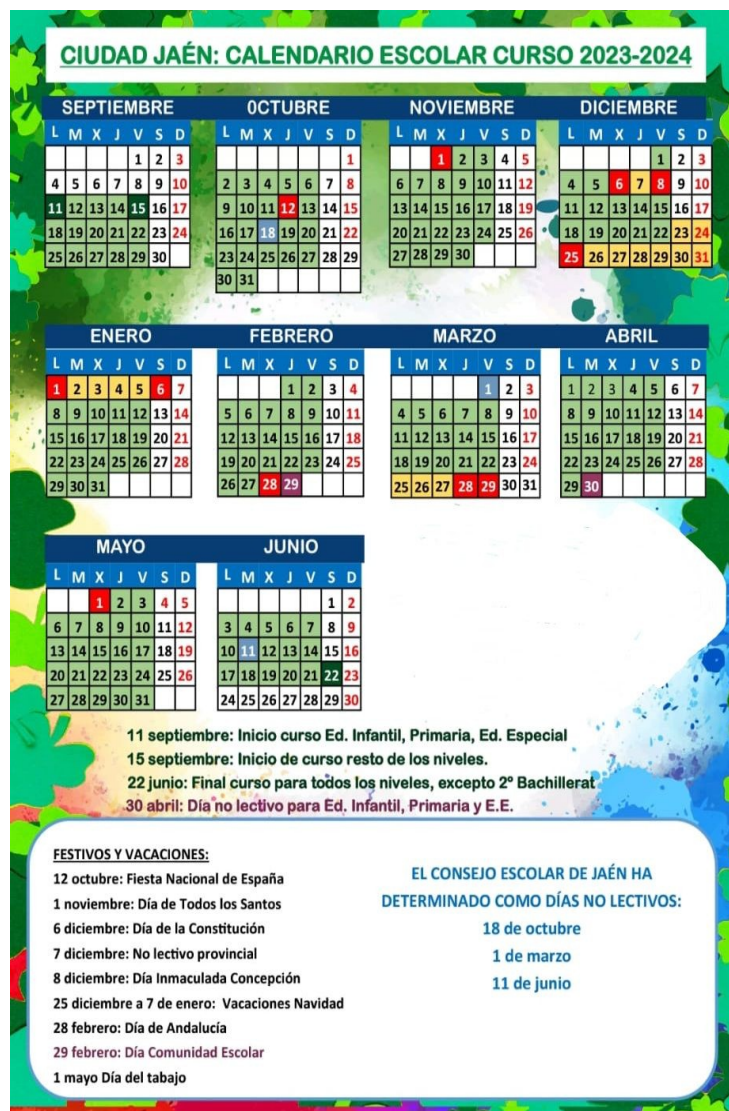 CIUDAD JAÉN: CALENDARIO ESCOLAR CURSO 2023-2024
SEPTIEMBRE
L M X J V S D
1 2 3
4 5 6 7 8 9 10
11 12 13 14 15 16 17
18 19 20 21 22 23 24
25 26 27 28 29 30
0CTUBRE
L M X J V S D
1
2 3 4 5 6 7 8
9 10 11 12 13 14 15
16 17 18 19 20 21 22
23 24 25 26 27 28 29
30 31
NOVIEMBRE
L M X J V S D
1 2 3 4 5
6 7 8 9 10 11 12
13 14 15 16 17 18 19
20 21 22 23 24 25 26
27 28 29 30
DICIEMBRE
L M X J V S D
1 2 3
4 5 6 7 8 9 10
11 12 13 14 15 16 17
18 19 20 21 22 23 24
25 26 27 28 29 30 31
ENERO
L M X J V S D
1 2 3 4 5 6 7
8 9 10 11 12 13 14
15 16 17 18 19 20 21
22 23 24 25 26 27 28
29 30 31
FEBRERO
L M X J V S D
1 2 3 4
5 6 7 8 9 10 11
12 13 14 15 16 17 18
19 20 21 22 23 24 25
26 27 28 29
MARZO
L M X J V S D
1 2 3
4 5 6 7 8 9 10
11 12 13 14 15 16 17
18 19 20 21 22 23 24
25 26 27 28 29 30 31
ABRIL
L M X J V S D
1 2 3 4 5 6 7
8 9 10 11 12 13 14
15 16 17 18 19 20 21
22 23 24 25 26 27 28
29 30
MAYO
L M X J V S D
1 2 3 4 5
6 7 8 9 10 11 12
13 14 15 16 17 18 19
20 21 22 23 24 25 26
27 28 29 30 31
JUNIO
L M X J V S D
1 2
3 4 5 6 7 8 9
10 11 12 13 14 15 16
17 18 19 20 21 22 23
24 25 26 27 28 29 30
11 septiembre: Inicio curso Ed. Infantil, Primaria, Ed. Especial
15 septiembre: Inicio de curso resto de los niveles.
22 junio: Final curso para todos los niveles, excepto 2º Bachillerat
30 abril: Día no lectivo para Ed. Infantil, Primaria y E.E.
FESTIVOS Y VACACIONES:
12 octubre: Fiesta Nacional de España
1 noviembre: Día de Todos los Santos
6 diciembre: Día de la Constitución
7 diciembre: No lectivo provincial
8 diciembre: Día Inmaculada Concepción
25 diciembre a 7 de enero: Vacaciones Navidad
28 febrero: Día de Andalucía
29 febrero: Día Comunidad Escolar
1 mayo Día del tabajo
EL CONSEJO ESCOLAR DE JAÉN HA
DETERMINADO COMO DÍAS NO LECTIVOS:
18 de octubre
1 de marzo
11 de junio